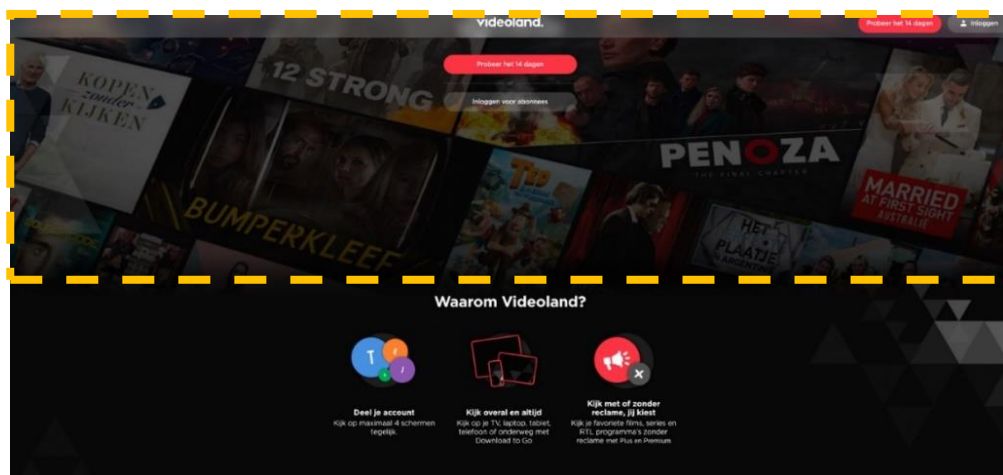 videoland.
Probeer het 14 dagen
Inloggen
Probeer het 14 dagen
Inloggen voor abonnees
KOPEN
zonder
KIJKEN
12 STRONG
PENOZA
THE FINAL CHAPTER
MARRIED
AT FIRST SIGHT
AUSTRALIË
BUMPERKLEEF
HET
PLAATJE
Waarom Videoland?
T
Deel je account
Kijk op maximaal 4 schermen
tegelijk.
Kijk overal en altijd
Kijk op je TV, laptop, tablet,
telefoon of onderweg met
Download to Go
Kijk met of zonder
reclame, jij kiest
Kijk je favoriete films, series en
RTL programma's zonder
reclame met Plus en Premium